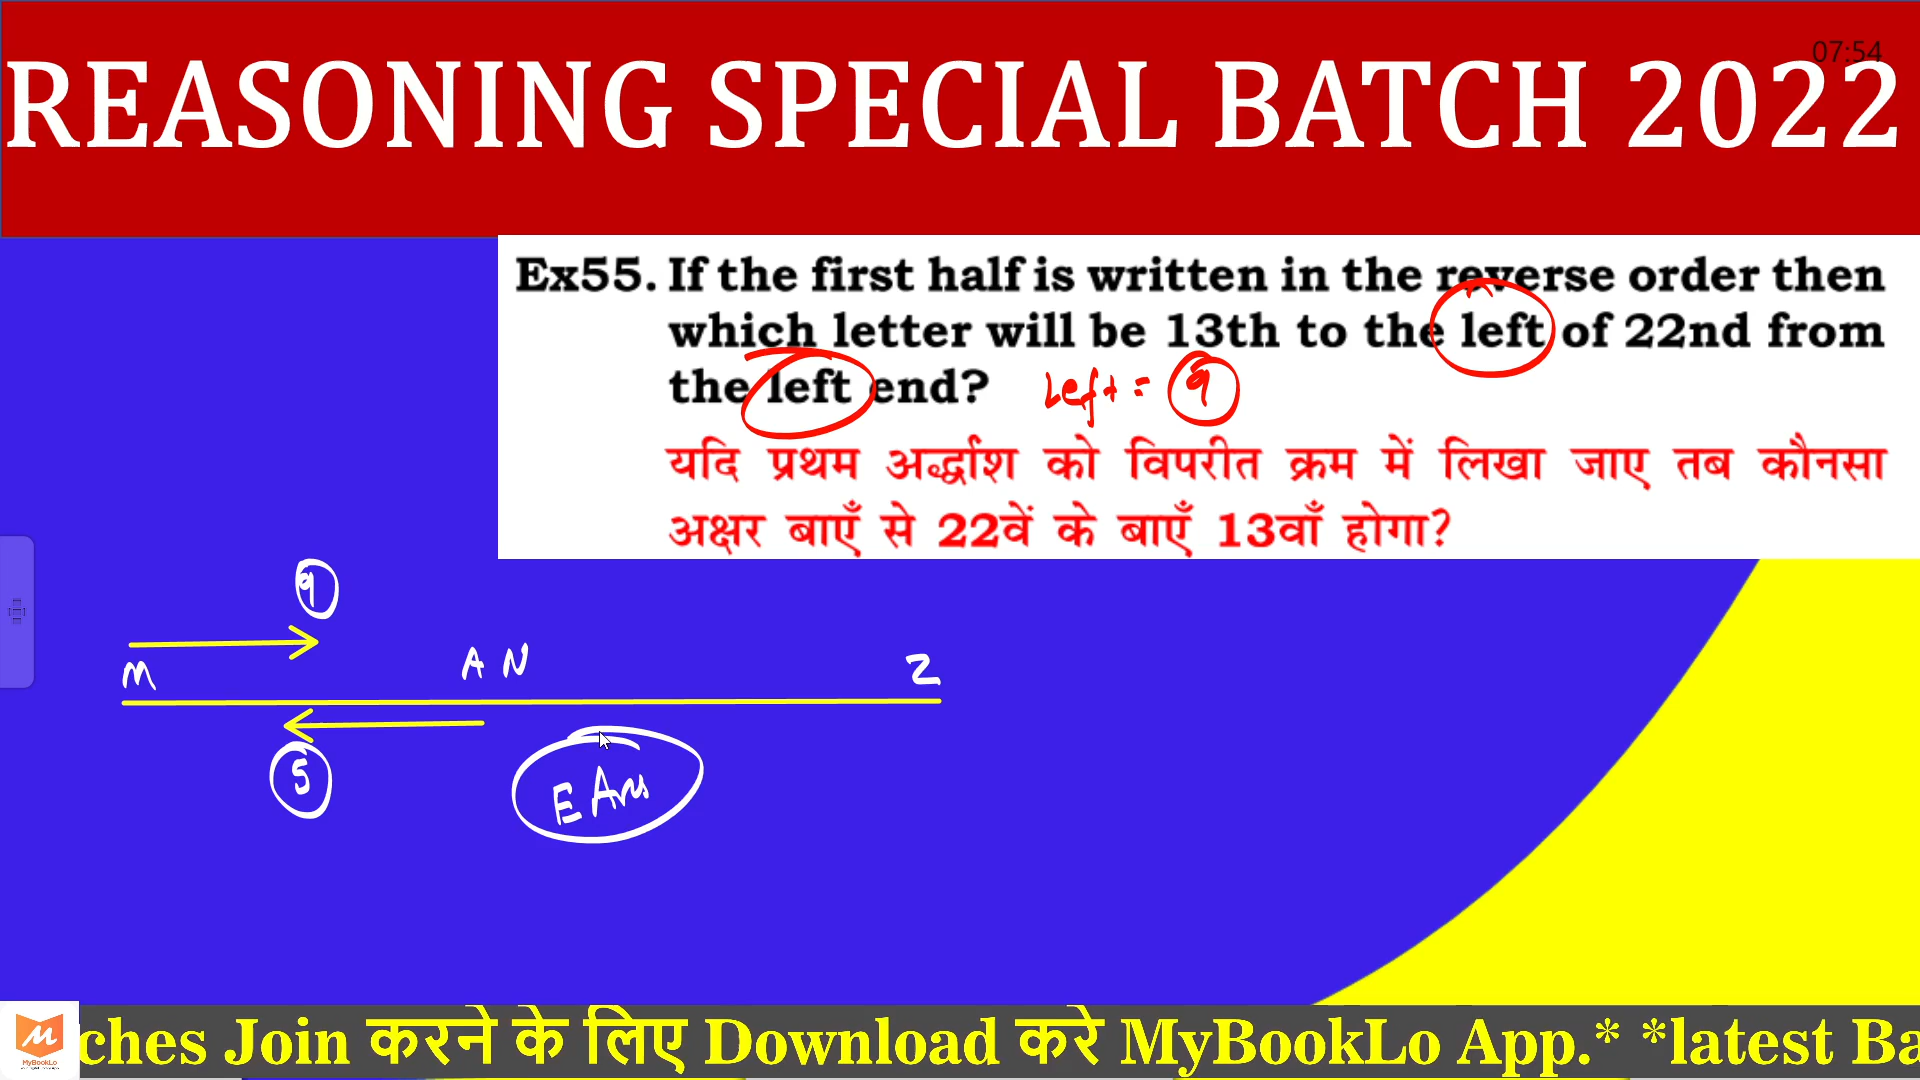 07:54
REASONING SPECIAL BATCH 2022
Ex55. If the first half is written in the reverse order then
which letter will be 13th to the left of 22nd from
the left end? Left = 9
यदि प्रथम अर्द्धांश को विपरीत क्रम में लिखा जाए तब कौनसा
अक्षर बाएँ से 22वें के बाएँ 13वाँ होगा?
9
M A N Z
5
E Ans
ches Join करने के लिए Download करे MyBookLo App.* *latest Ba
MyBookLo